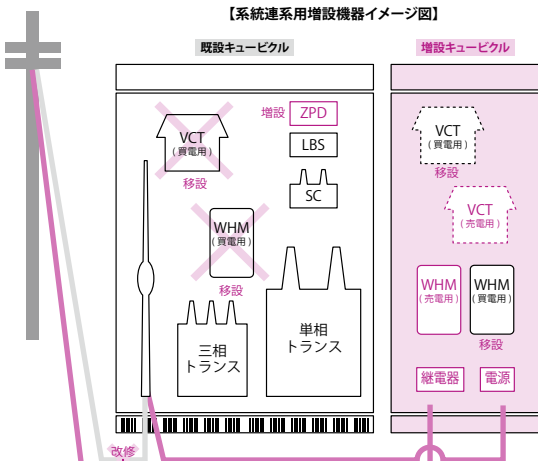 【系統連系用増設機器イメージ図】
既設キュービクル
増設キュービクル
増設
ZPD
VCT
(買電用)
移設
LBS
SC
WHM
(買電用)
移設
三相
トランス
単相
トランス
VCT
(買電用)
移設
VCT
(売電用)
WHM
(売電用)
WHM
(買電用)
移設
継電器
電源
改修